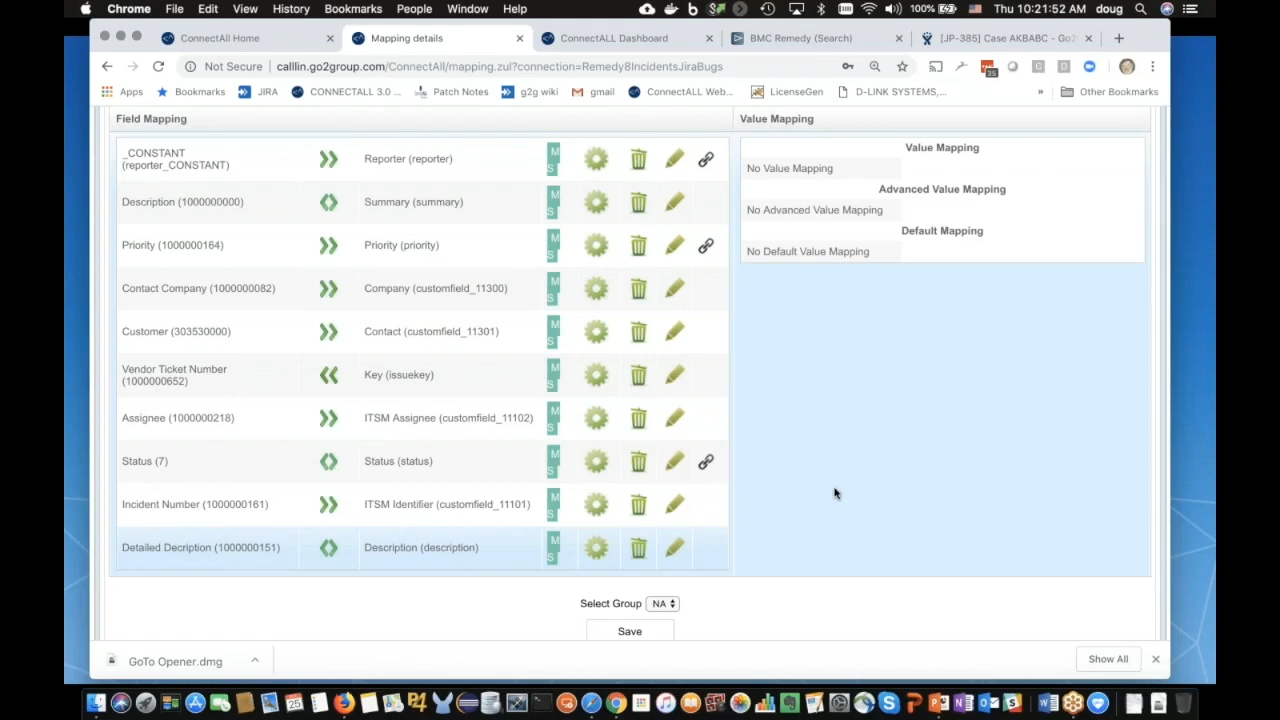 Chrome File Edit View History Bookmarks People Window Help 100% Thu 10:21:52 AM doug
ConnectAll Home Mapping details ConnectALL Dashboard BMC Remedy (Search) [JP-385] Case AKBABC - Go2
Not Secure calllin.go2group.com/ConnectAll/mapping.zul?connection=Remedy8IncidentsJiraBugs
Apps Bookmarks JIRA CONNECTALL 3.0 ... Patch Notes g2g wiki gmail ConnectALL Web... LicenseGen D-LINK SYSTEMS,... » Other Bookmarks
Field Mapping Value Mapping
_CONSTANT
(reporter_CONSTANT) Reporter (reporter) M
S
Description (1000000000) Summary (summary) M
S
Priority (1000000164) Priority (priority) M
S
Contact Company (1000000082) Company (customfield_11300) M
S
Customer (303530000) Contact (customfield_11301) M
S
Vendor Ticket Number
(1000000652) Key (issuekey) M
S
Assignee (1000000218) ITSM Assignee (customfield_11102) M
S
Status (7) Status (status) M
S
Incident Number (1000000161) ITSM Identifier (customfield_11101) M
S
Detailed Decription (1000000151) Description (description) M
S
Value Mapping
No Value Mapping
Advanced Value Mapping
No Advanced Value Mapping
Default Mapping
No Default Value Mapping
Select Group NA
Save
GoTo Opener.dmg Show All